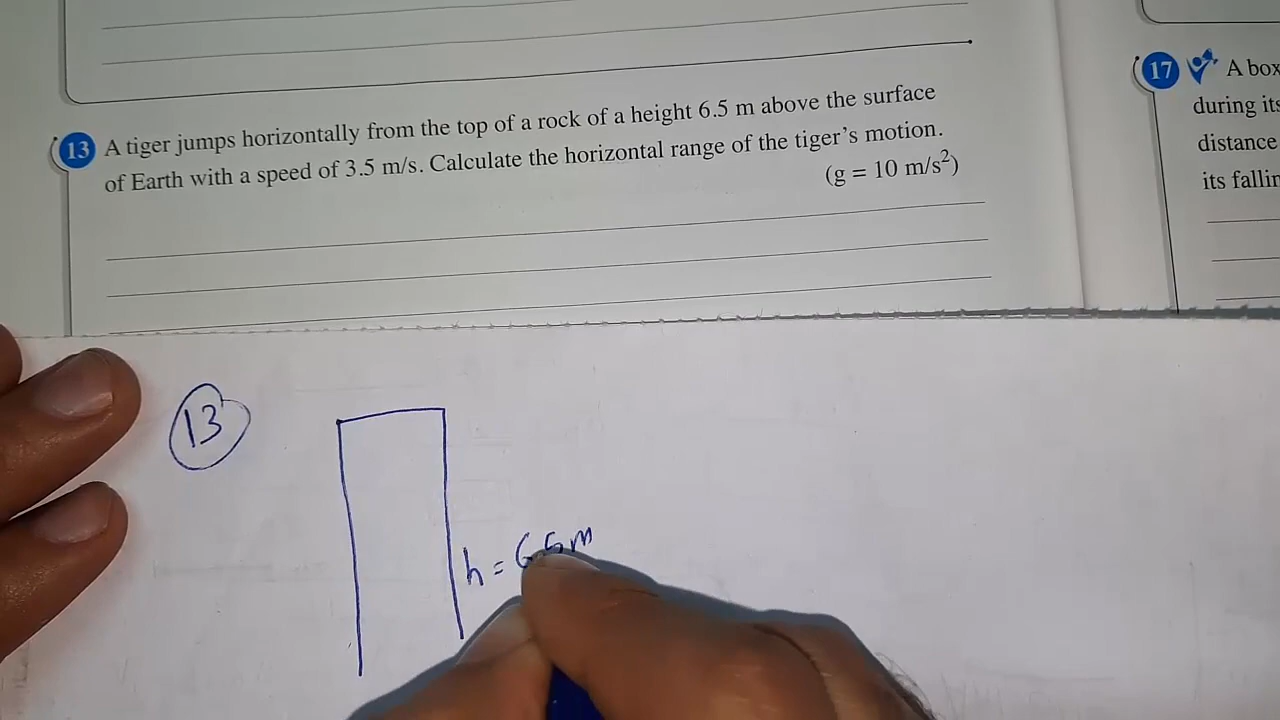 13 A tiger jumps horizontally from the top of a rock of a height 6.5 m above the surface
of Earth with a speed of 3.5 m/s. Calculate the horizontal range of the tiger's motion.
(g = 10 m/s²)
17 A box
during its
distance
its fallin
13
h = 6.5m